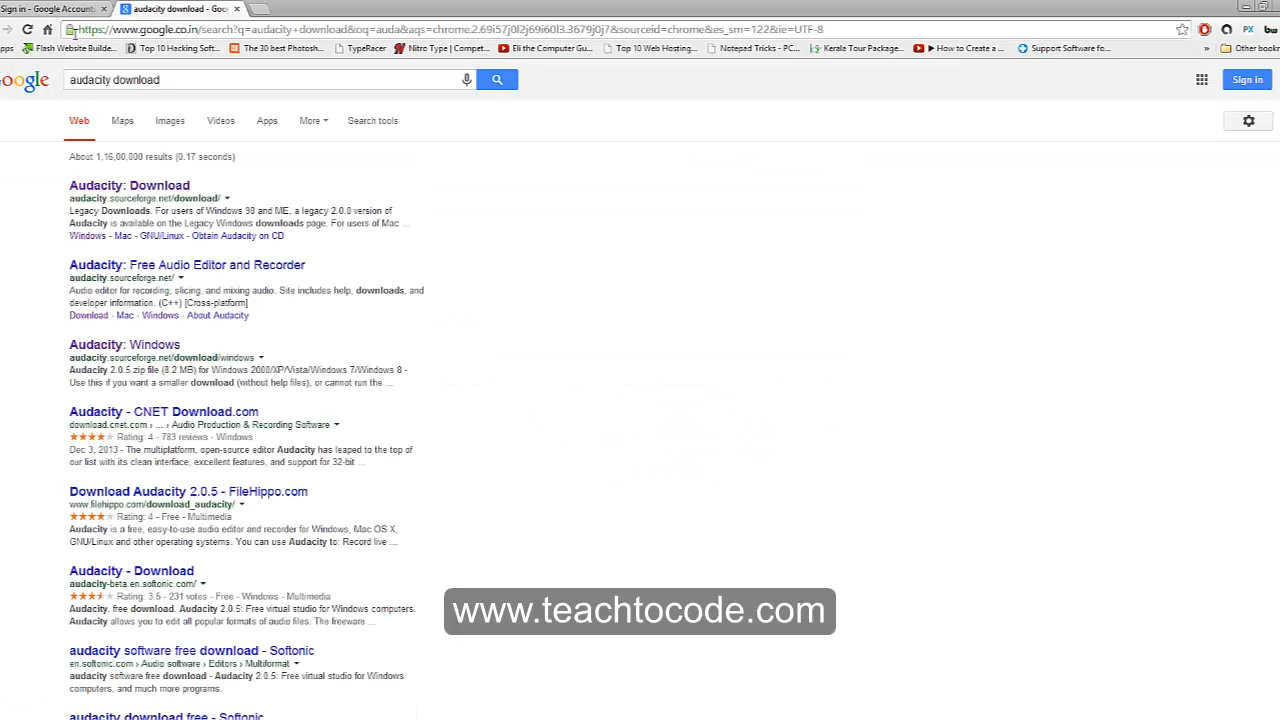 Sign in - Google Accounts
audacity download - Goo
https://www.google.co.in/search?q=audacity+download&oq=auda&aqs=chrome.2.69i57j0l2j69i60l3.3679j0j7&sourceid=chrome&es_sm=122&ie=UTF-8
pps
Flash Website Builde...
Top 10 Hacking Soft...
The 30 best Photosh...
TypeRacer
Nitro Type | Compet...
Eli the Computer Gu...
Top 10 Web Hosting...
Notepad Tricks - PC...
Kerala Tour Package...
▶ How to Create a ...
Support Software fo...
»
Other bookm
PX
bw
oogle
audacity download
Sign in
Web
Maps
Images
Videos
Apps
More
Search tools
About 1,16,00,000 results (0.17 seconds)
Audacity: Download
audacity.sourceforge.net/download/
Legacy Downloads. For users of Windows 98 and ME, a legacy 2.0.0 version of
Audacity is available on the Legacy Windows downloads page. For users of Mac ...
Windows - Mac - GNU/Linux - Obtain Audacity on CD
Audacity: Free Audio Editor and Recorder
audacity.sourceforge.net/
Audio editor for recording, slicing, and mixing audio. Site includes help, downloads, and
developer information. (C++) [Cross-platform]
Download - Mac - Windows - About Audacity
Audacity: Windows
audacity.sourceforge.net/download/windows
Audacity 2.0.5 zip file (8.2 MB) for Windows 2000/XP/Vista/Windows 7/Windows 8 -
Use this if you want a smaller download (without help files), or cannot run the ...
Audacity - CNET Download.com
download.cnet.com › ... › Audio Production & Recording Software
Rating: 4 - 783 reviews - Windows
Dec 3, 2013 - The multiplatform, open-source editor Audacity has leaped to the top of
our list with its clean interface, excellent features, and support for 32-bit ...
Download Audacity 2.0.5 - FileHippo.com
www.filehippo.com/download_audacity/
Rating: 4 - Free - Multimedia
Audacity is a free, easy-to-use audio editor and recorder for Windows, Mac OS X,
GNU/Linux and other operating systems. You can use Audacity to: Record live ...
Audacity - Download
audacity-beta.en.softonic.com/
Rating: 3.5 - 231 votes - Free - Windows - Multimedia
Audacity, free download. Audacity 2.0.5: Free virtual studio for Windows computers.
Audacity allows you to edit all popular formats of audio files. The freeware ...
www.teachtocode.com
audacity software free download - Softonic
en.softonic.com › Audio software › Editors › Multiformat
audacity software free download - Audacity 2.0.5: Free virtual studio for Windows
computers, and much more programs.
audacity download free - Softonic